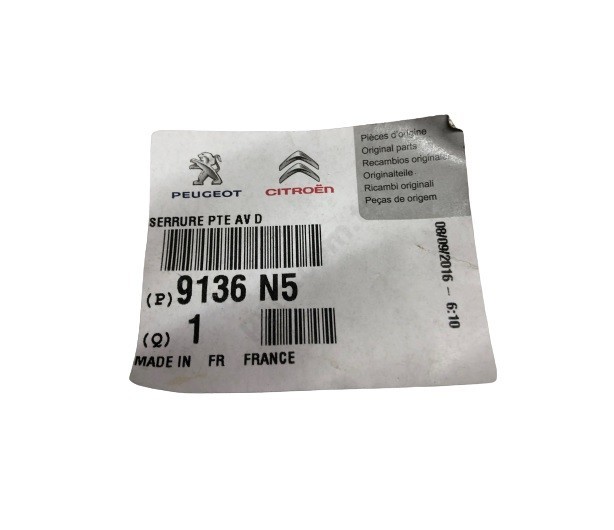 PEUGEOT CITROËN
Pièces d'origine
Original parts
Recambios originales
Originalteile
Ricambi originali
Peças de origem
SERRURE PTE AV D
(P) 9136 N5
(Q) 1
MADE IN FR FRANCE
08/09/2016 - 6:10